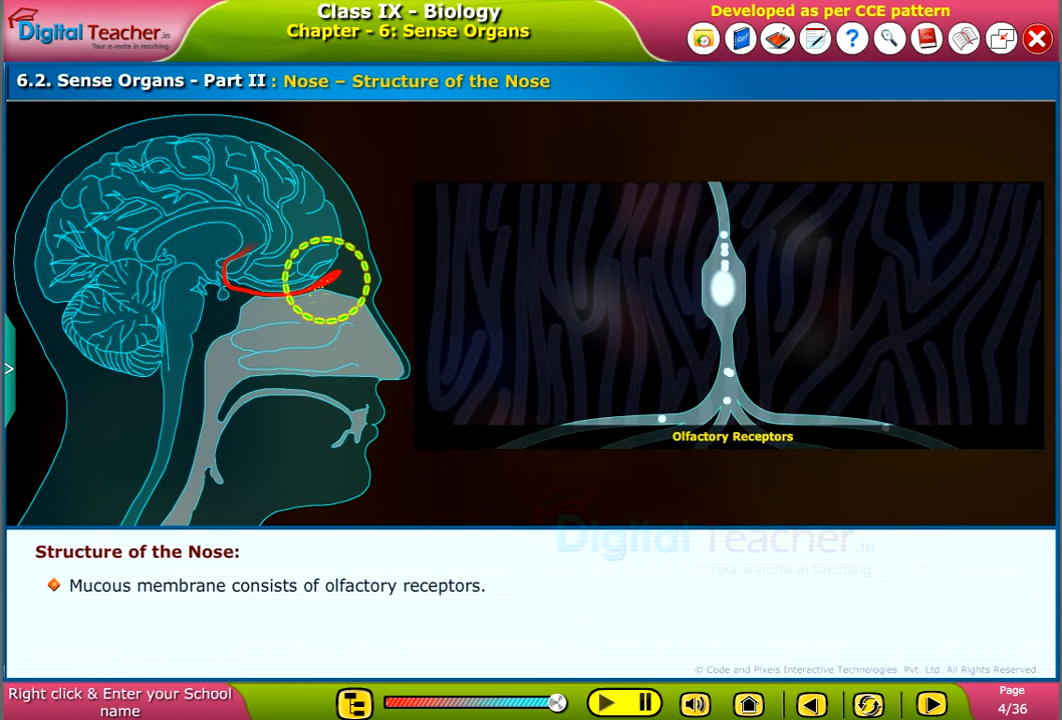 Digital Teacher.in
Your e-mate in teaching
Class IX - Biology
Chapter - 6: Sense Organs
Developed as per CCE pattern
Ref
?
6.2. Sense Organs - Part II : Nose – Structure of the Nose
Olfactory Receptors
Digital Teacher.in
Your e-mate in teaching
Structure of the Nose:
Mucous membrane consists of olfactory receptors.
© Code and Pixels Interactive Technologies Pvt. Ltd. All Rights Reserved.
Right click & Enter your School
name
Page
4/36